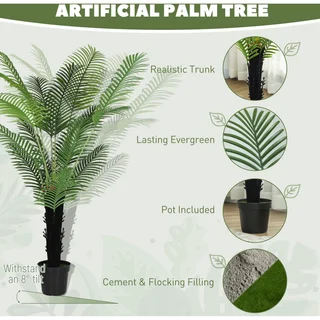 ARTIFICIAL PALM TREE
Realistic Trunk
Lasting Evergreen
Pot Included
Withstand
an 8° tilt
Cement & Flocking Filling